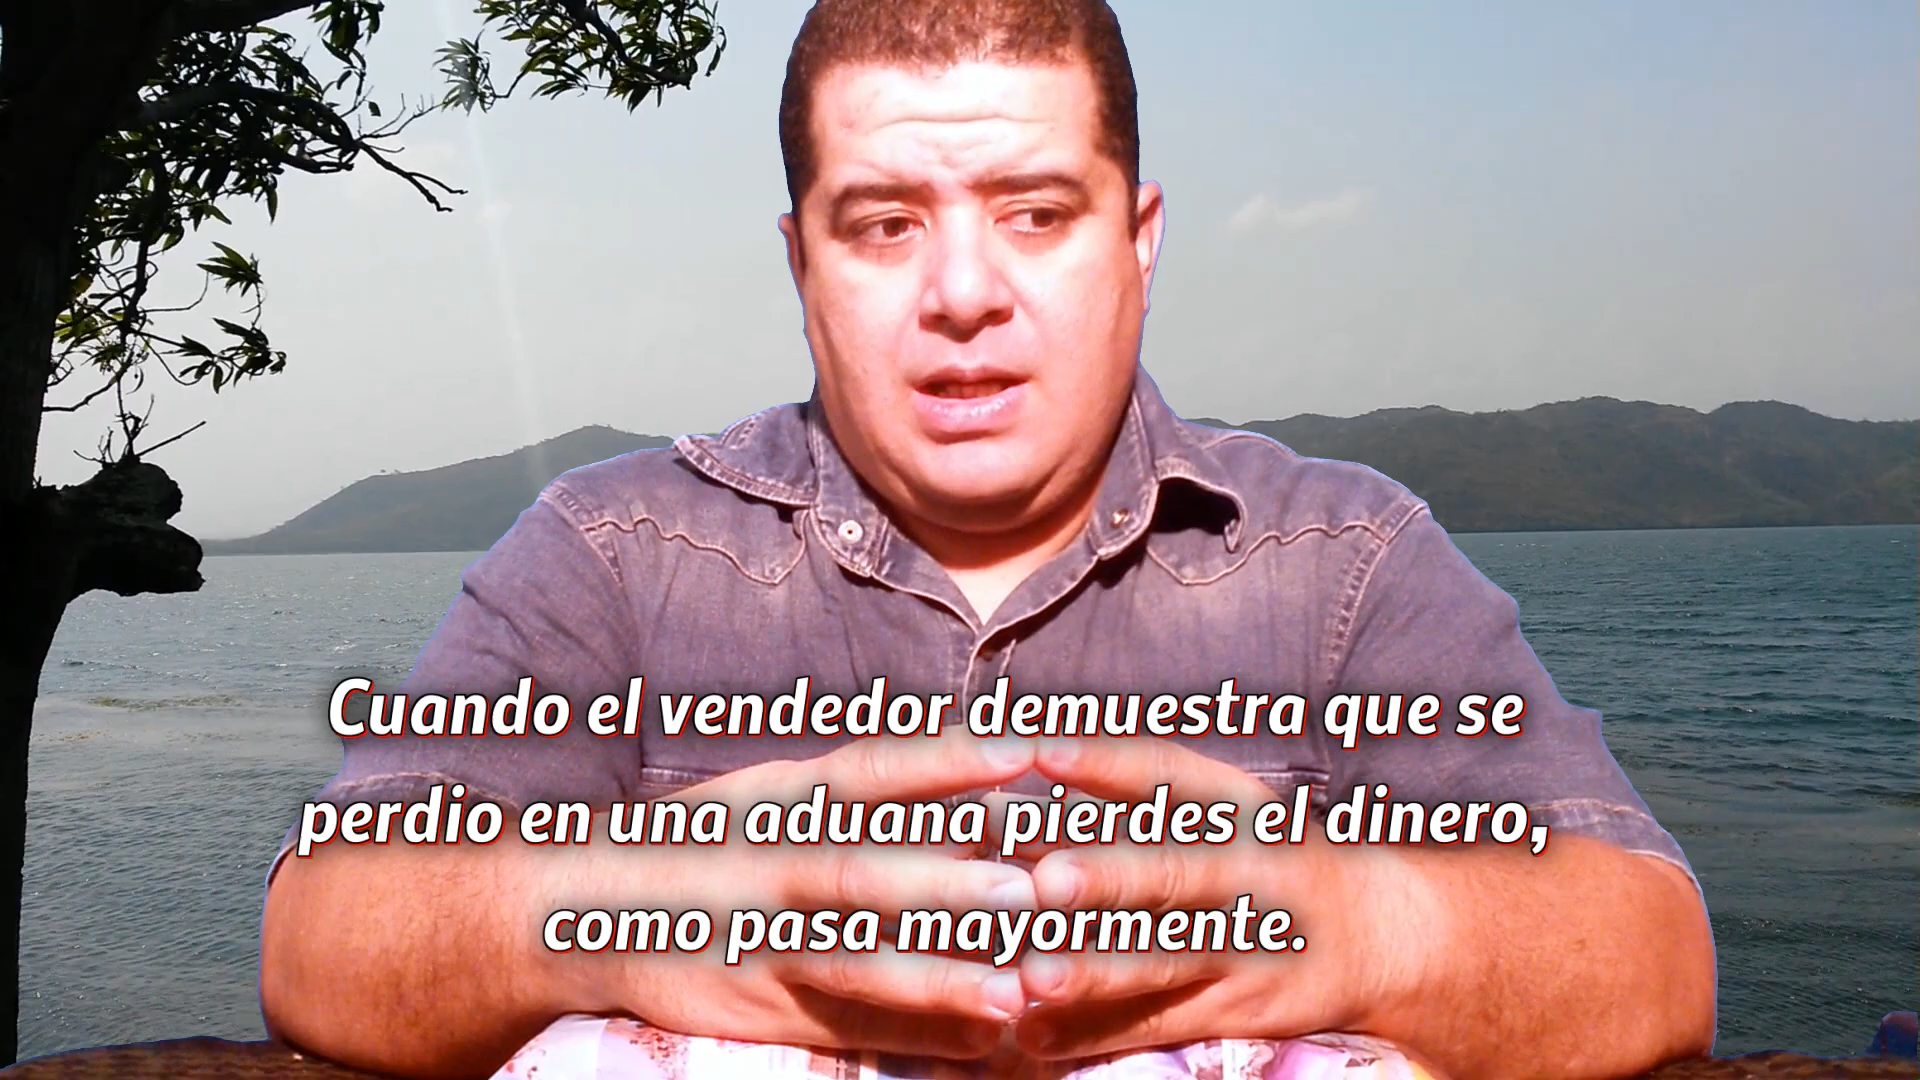 Cuando el vendedor demuestra que se
perdio en una aduana pierdes el dinero,
como pasa mayormente.